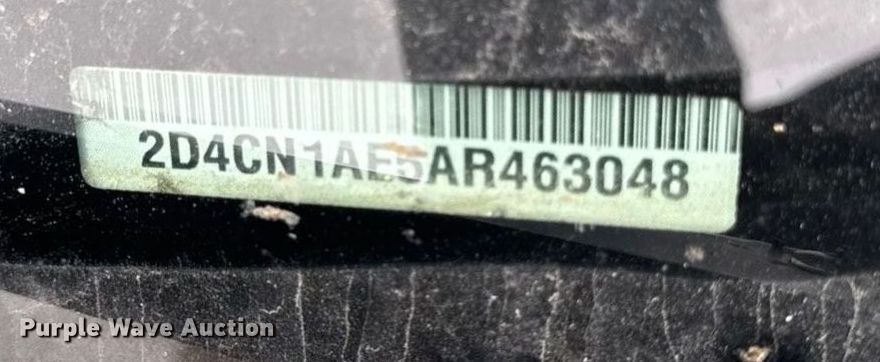 2D4CN1AE5AR463048
Purple Wave Auction